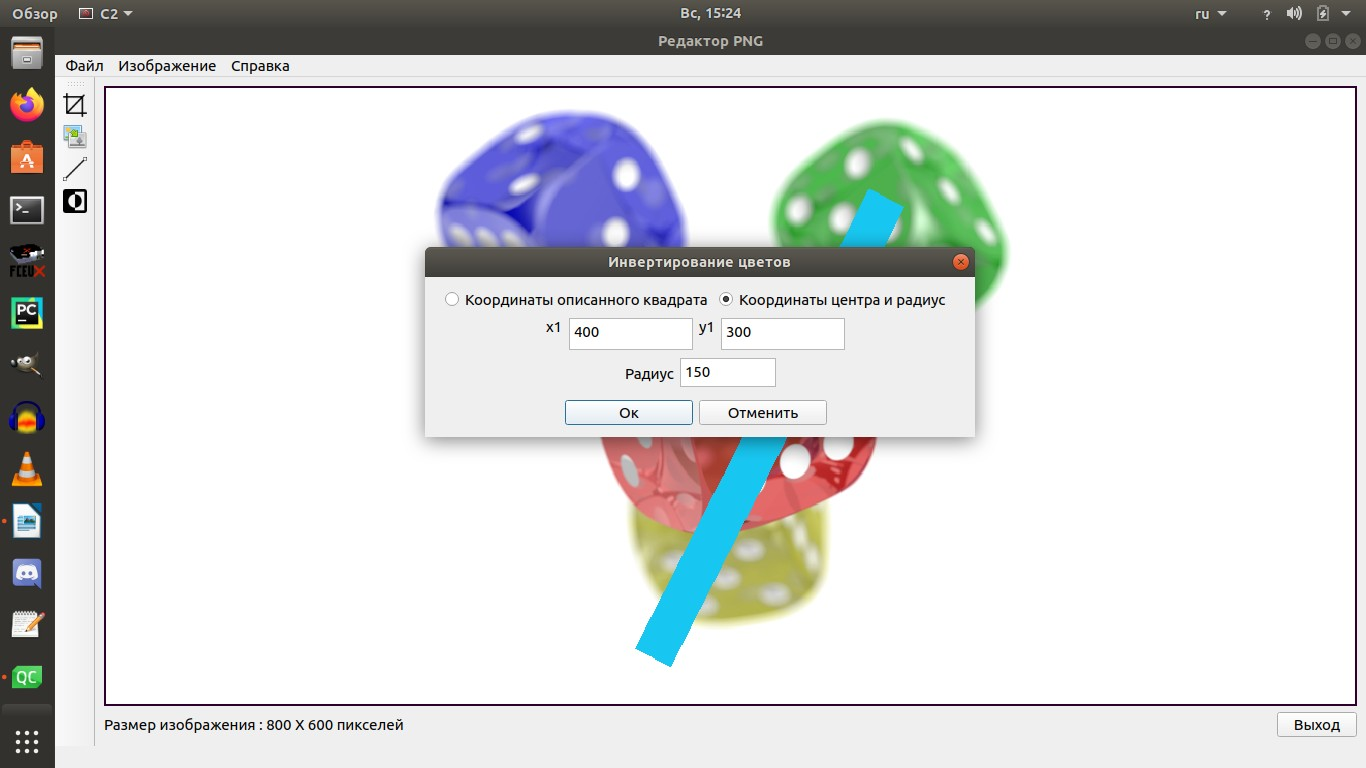 Обзор C2 Вс, 15:24 ru ?
Редактор PNG
Файл Изображение Справка
Инвертирование цветов
Координаты описанного квадрата Координаты центра и радиус
x1 400 y1 300
Радиус 150
Ок Отменить
Размер изображения : 800 X 600 пикселей
Выход
A
FCEUX
PC
QC